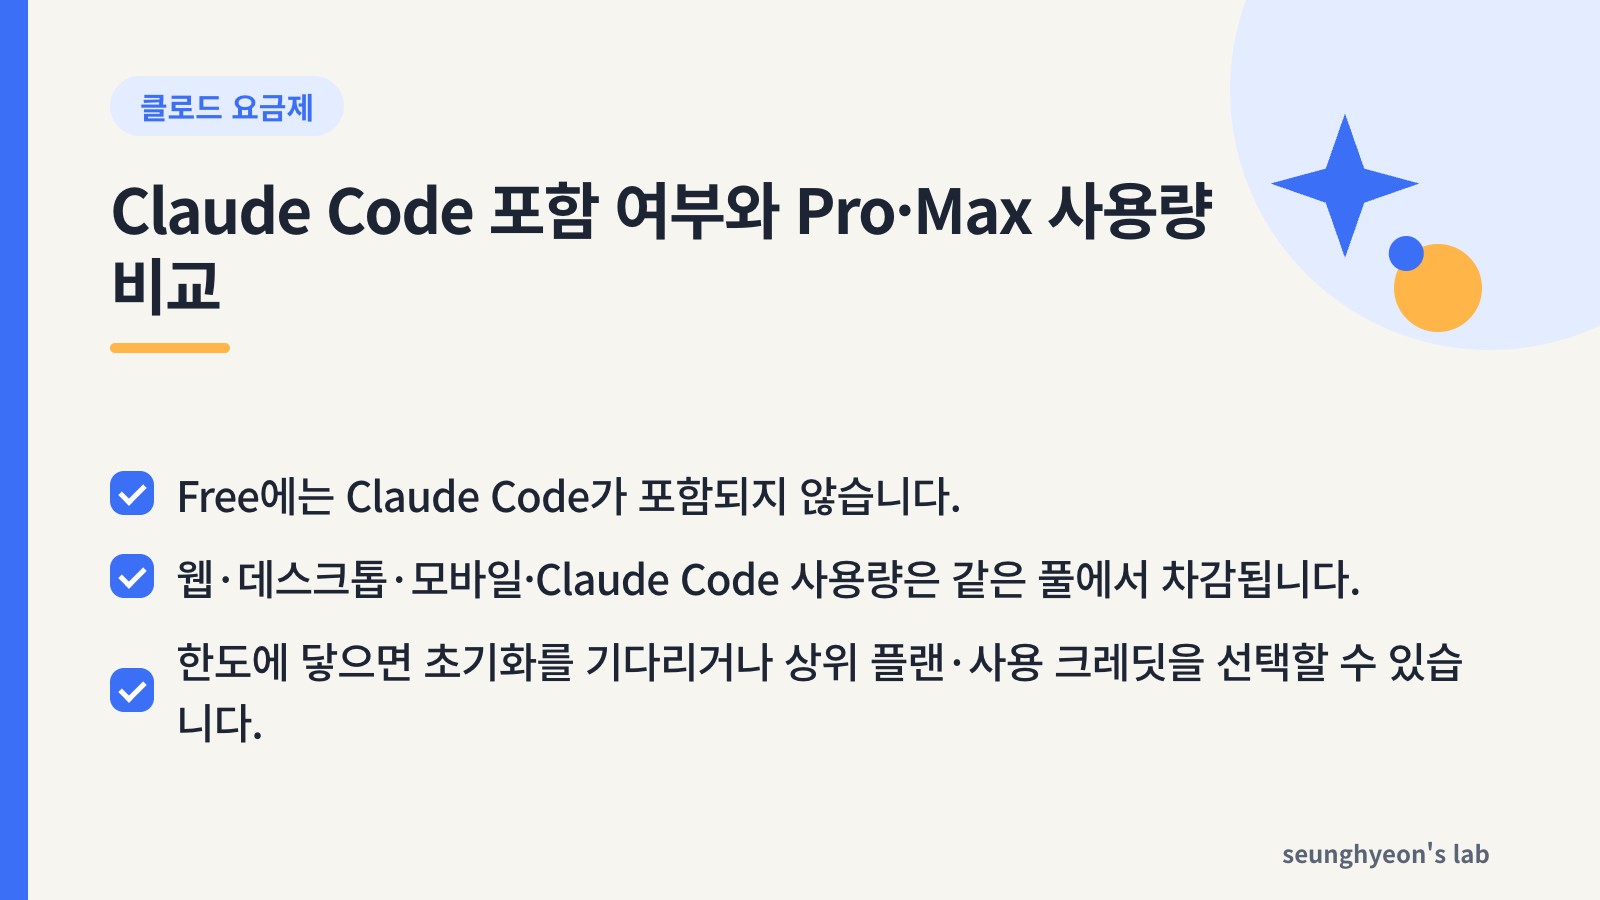 클로드 요금제
Claude Code 포함 여부와 Pro·Max 사용량
비교
Free에는 Claude Code가 포함되지 않습니다.
웹·데스크톱·모바일·Claude Code 사용량은 같은 풀에서 차감됩니다.
한도에 닿으면 초기화를 기다리거나 상위 플랜·사용 크레딧을 선택할 수 있습
니다.
seunghyeon's lab